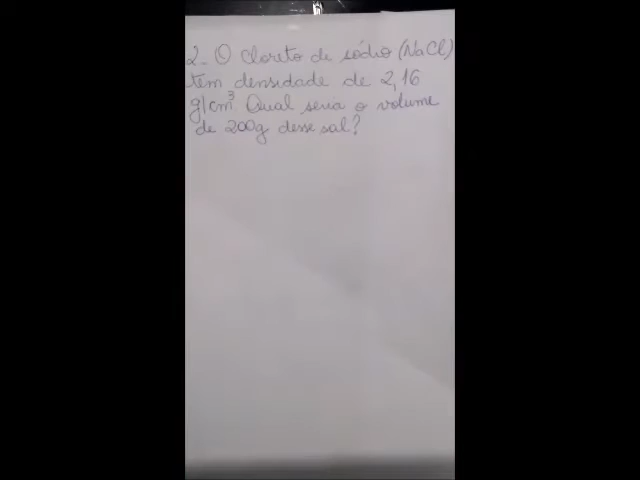 2- O Cloreto de sódio (NaCl)
tem densidade de 2,16
g/cm³ Qual seria o volume
de 200g desse sal?